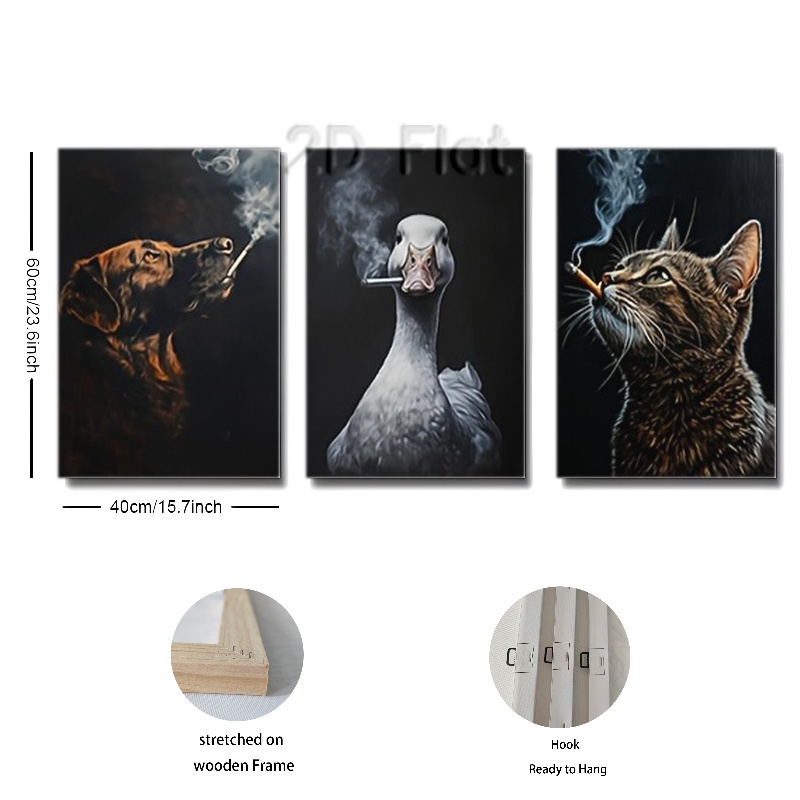 2D Flat
60cm/23.6inch
40cm/15.7inch
stretched on
wooden Frame
Hook
Ready to Hang